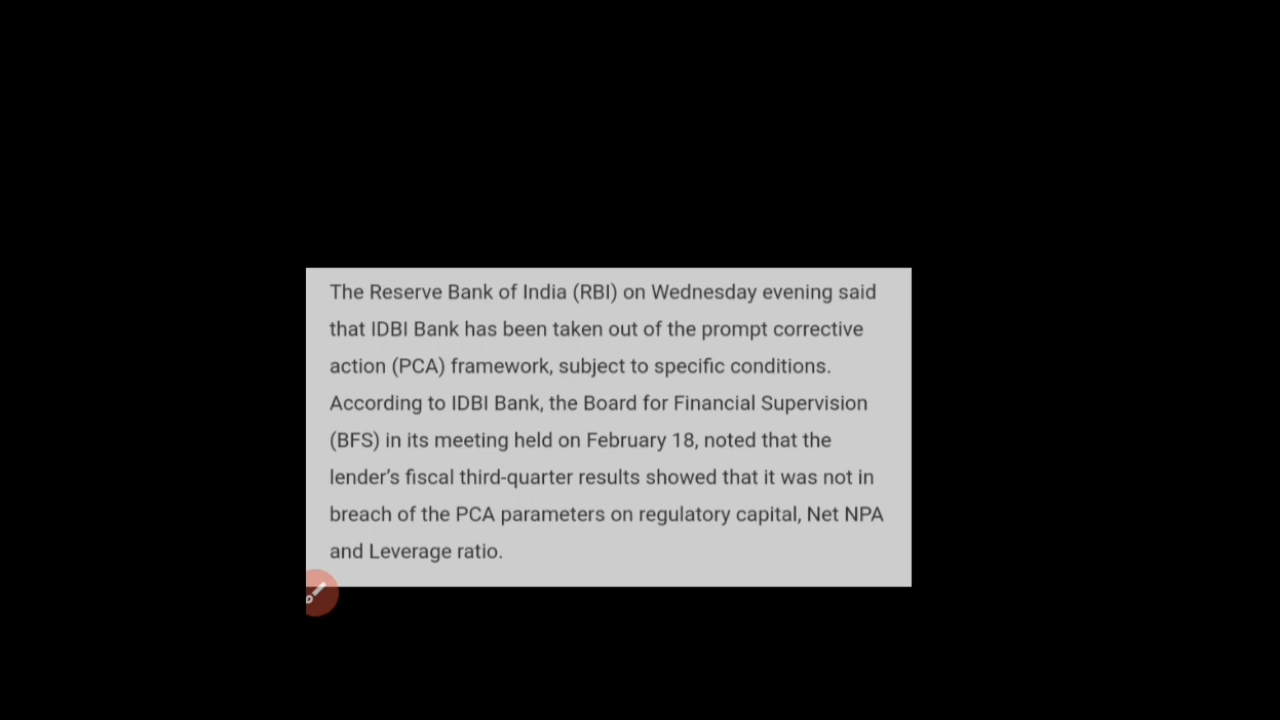 The Reserve Bank of India (RBI) on Wednesday evening said
that IDBI Bank has been taken out of the prompt corrective
action (PCA) framework, subject to specific conditions.
According to IDBI Bank, the Board for Financial Supervision
(BFS) in its meeting held on February 18, noted that the
lender’s fiscal third-quarter results showed that it was not in
breach of the PCA parameters on regulatory capital, Net NPA
and Leverage ratio.